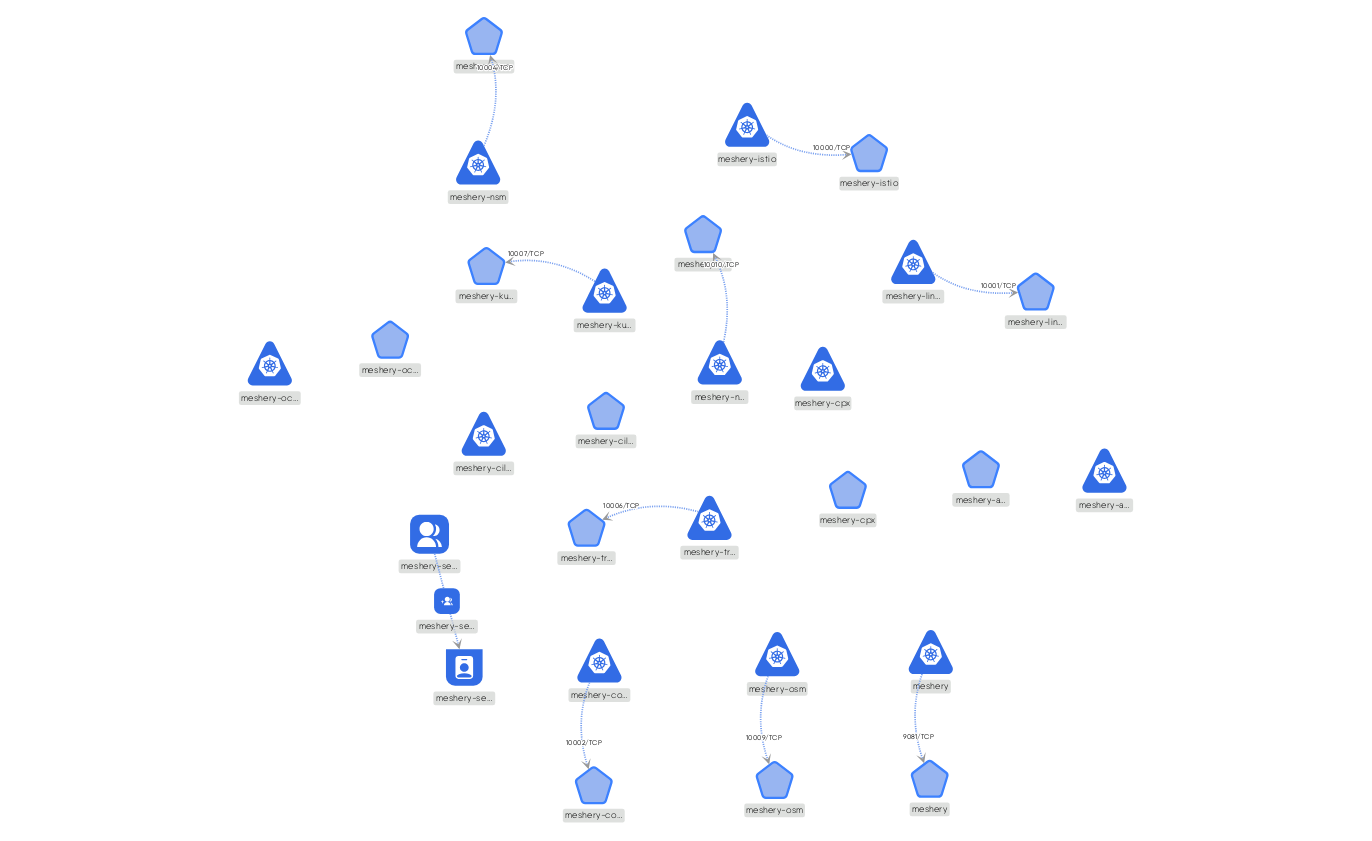 10004/TCP
meshery-nsm
meshery-istio
10000/TCP
meshery-istio
10007/TCP
meshery-ku...
meshery-ku...
10010/TCP
meshery-n...
meshery-lin...
10001/TCP
meshery-lin...
meshery-oc...
meshery-oc...
meshery-cpx
meshery-cil...
meshery-cil...
meshery-cpx
meshery-a...
meshery-a...
10006/TCP
meshery-tr...
meshery-tr...
meshery-se...
meshery-se...
meshery-se...
meshery-co...
10002/TCP
meshery-co...
meshery-osm
10009/TCP
meshery-osm
meshery
9081/TCP
meshery